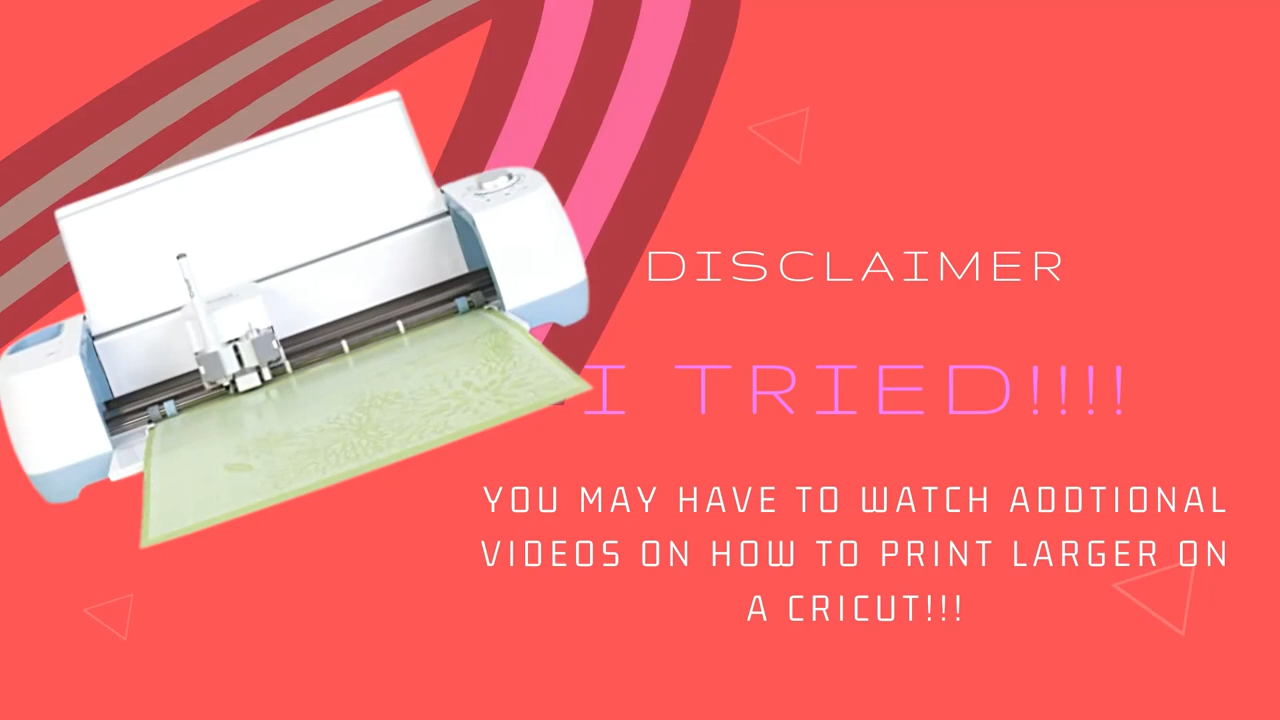 DISCLAIMER
I TRIED!!!!
YOU MAY HAVE TO WATCH ADDTIONAL
VIDEOS ON HOW TO PRINT LARGER ON
A CRICUT!!!